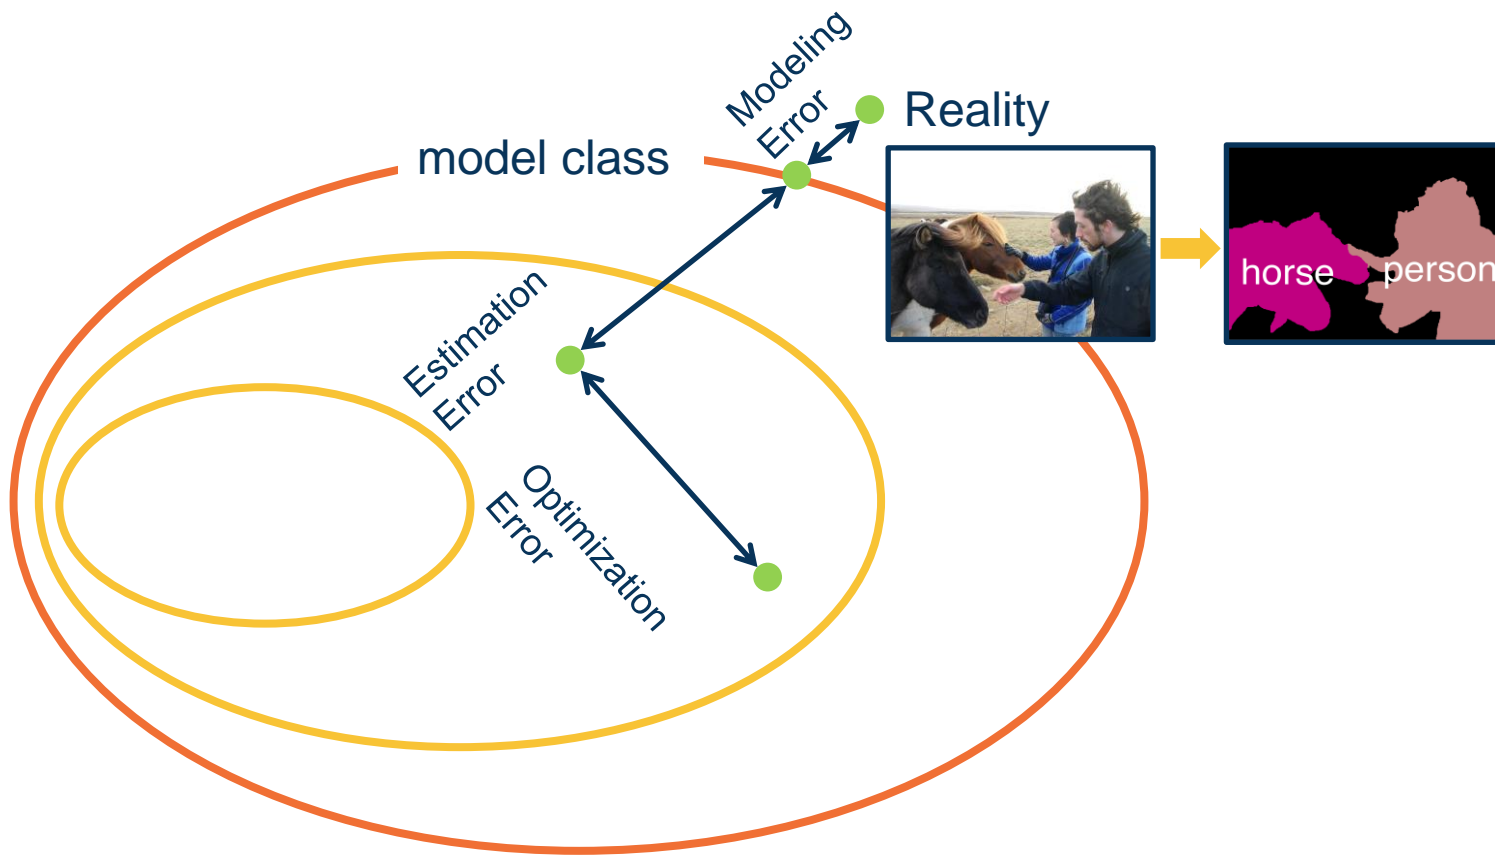 Modeling
Error
Reality
model class
horse
person
Estimation
Error
Optimization
Error